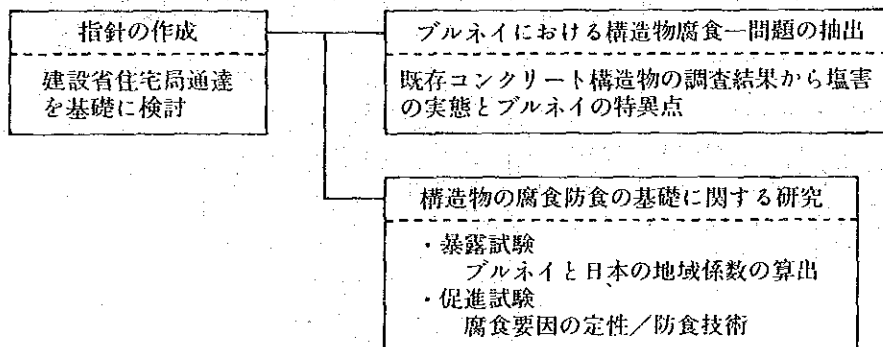 指針の作成
建設省住宅局通達
を基礎に検討
ブルネイにおける構造物腐食一問題の抽出
既存コンクリート構造物の調査結果から塩害
の実態とブルネイの特異点
構造物の腐食防食の基礎に関する研究
・暴露試験
ブルネイと日本の地域係数の算出
・促進試験
腐食要因の定性／防食技術